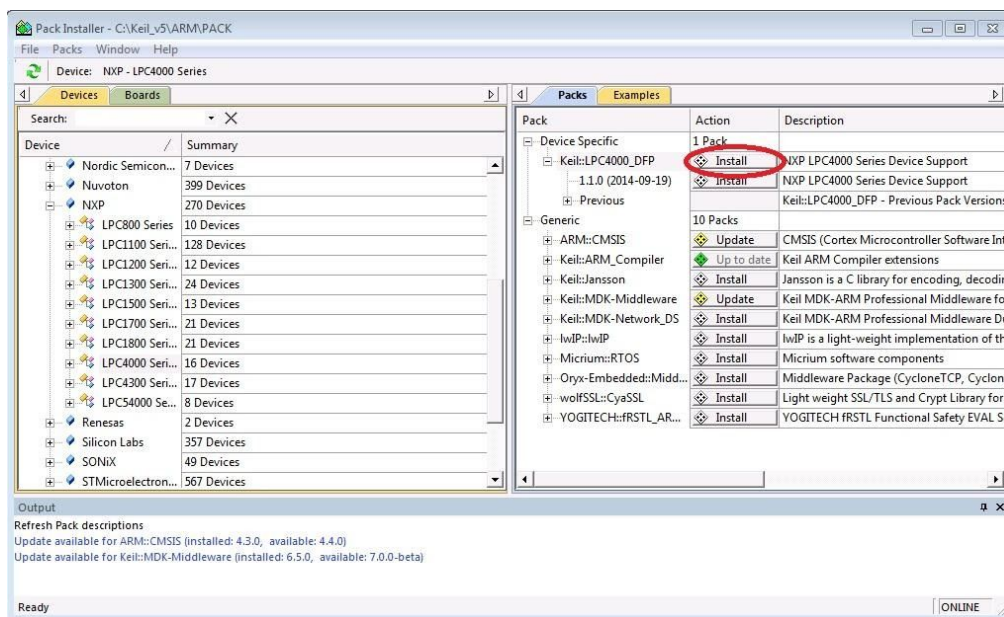 Pack Installer - C:\Keil_v5\ARM\PACK
File Packs Window Help
Device: NXP - LPC4000 Series
Devices Boards
Search:
Device / Summary
Nordic Semicon... 7 Devices
Nuvoton 399 Devices
NXP 270 Devices
LPC800 Series 10 Devices
LPC1100 Seri... 128 Devices
LPC1200 Seri... 12 Devices
LPC1300 Seri... 24 Devices
LPC1500 Seri... 13 Devices
LPC1700 Seri... 21 Devices
LPC1800 Seri... 21 Devices
LPC4000 Seri... 16 Devices
LPC4300 Seri... 17 Devices
LPC54000 Se... 8 Devices
Renesas 2 Devices
Silicon Labs 357 Devices
SONiX 49 Devices
STMicroelectron... 567 Devices
Packs Examples
Pack Action Description
Device Specific 1 Pack
Keil::LPC4000_DFP Install NXP LPC4000 Series Device Support
1.1.0 (2014-09-19) Install NXP LPC4000 Series Device Support
Previous Keil::LPC4000_DFP - Previous Pack Versions
Generic 10 Packs
ARM::CMSIS Update CMSIS (Cortex Microcontroller Software Int
Keil::ARM_Compiler Up to date Keil ARM Compiler extensions
Keil::Jansson Install Jansson is a C library for encoding, decodin
Keil::MDK-Middleware Update Keil MDK-ARM Professional Middleware fo
Keil::MDK-Network_DS Install Keil MDK-ARM Professional Middleware Du
lwIP::lwIP Install lwIP is a light-weight implementation of th
Micrium::RTOS Install Micrium software components
Oryx-Embedded::Midd... Install Middleware Package (CycloneTCP, Cyclon
wolfSSL::CyaSSL Install Light weight SSL/TLS and Crypt Library for
YOGITECH::fRSTL_AR... Install YOGITECH fRSTL Functional Safety EVAL S
Output
Refresh Pack descriptions
Update available for ARM::CMSIS (installed: 4.3.0, available: 4.4.0)
Update available for Keil::MDK-Middleware (installed: 6.5.0, available: 7.0.0-beta)
Ready ONLINE